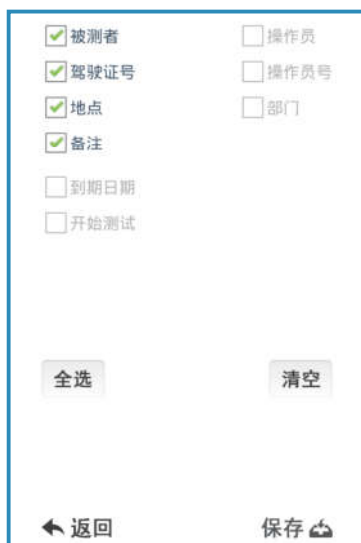 被测者 操作员
驾驶证号 操作员号
地点 部门
备注
到期日期
开始测试
全选 清空
返回 保存